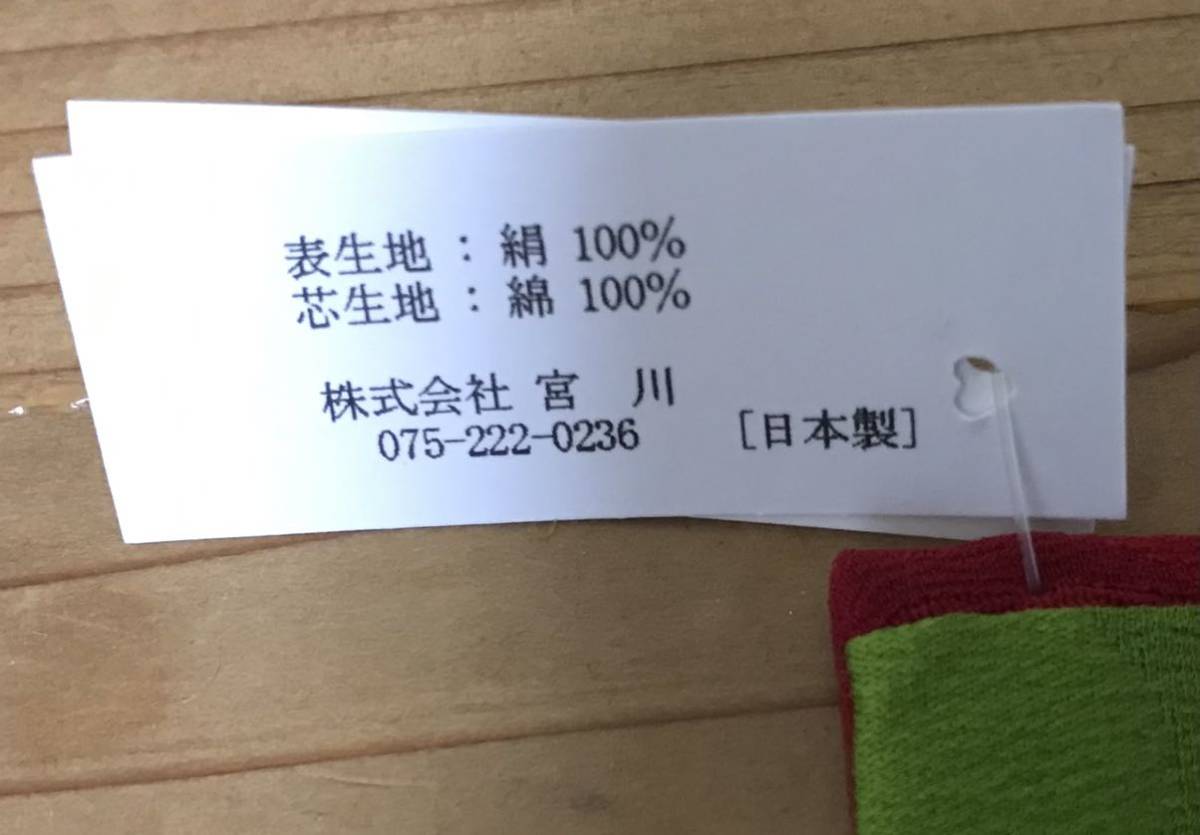 表生地：絹 100%
芯生地：綿 100%
株式会社 宮　川
075-222-0236　［日本製］